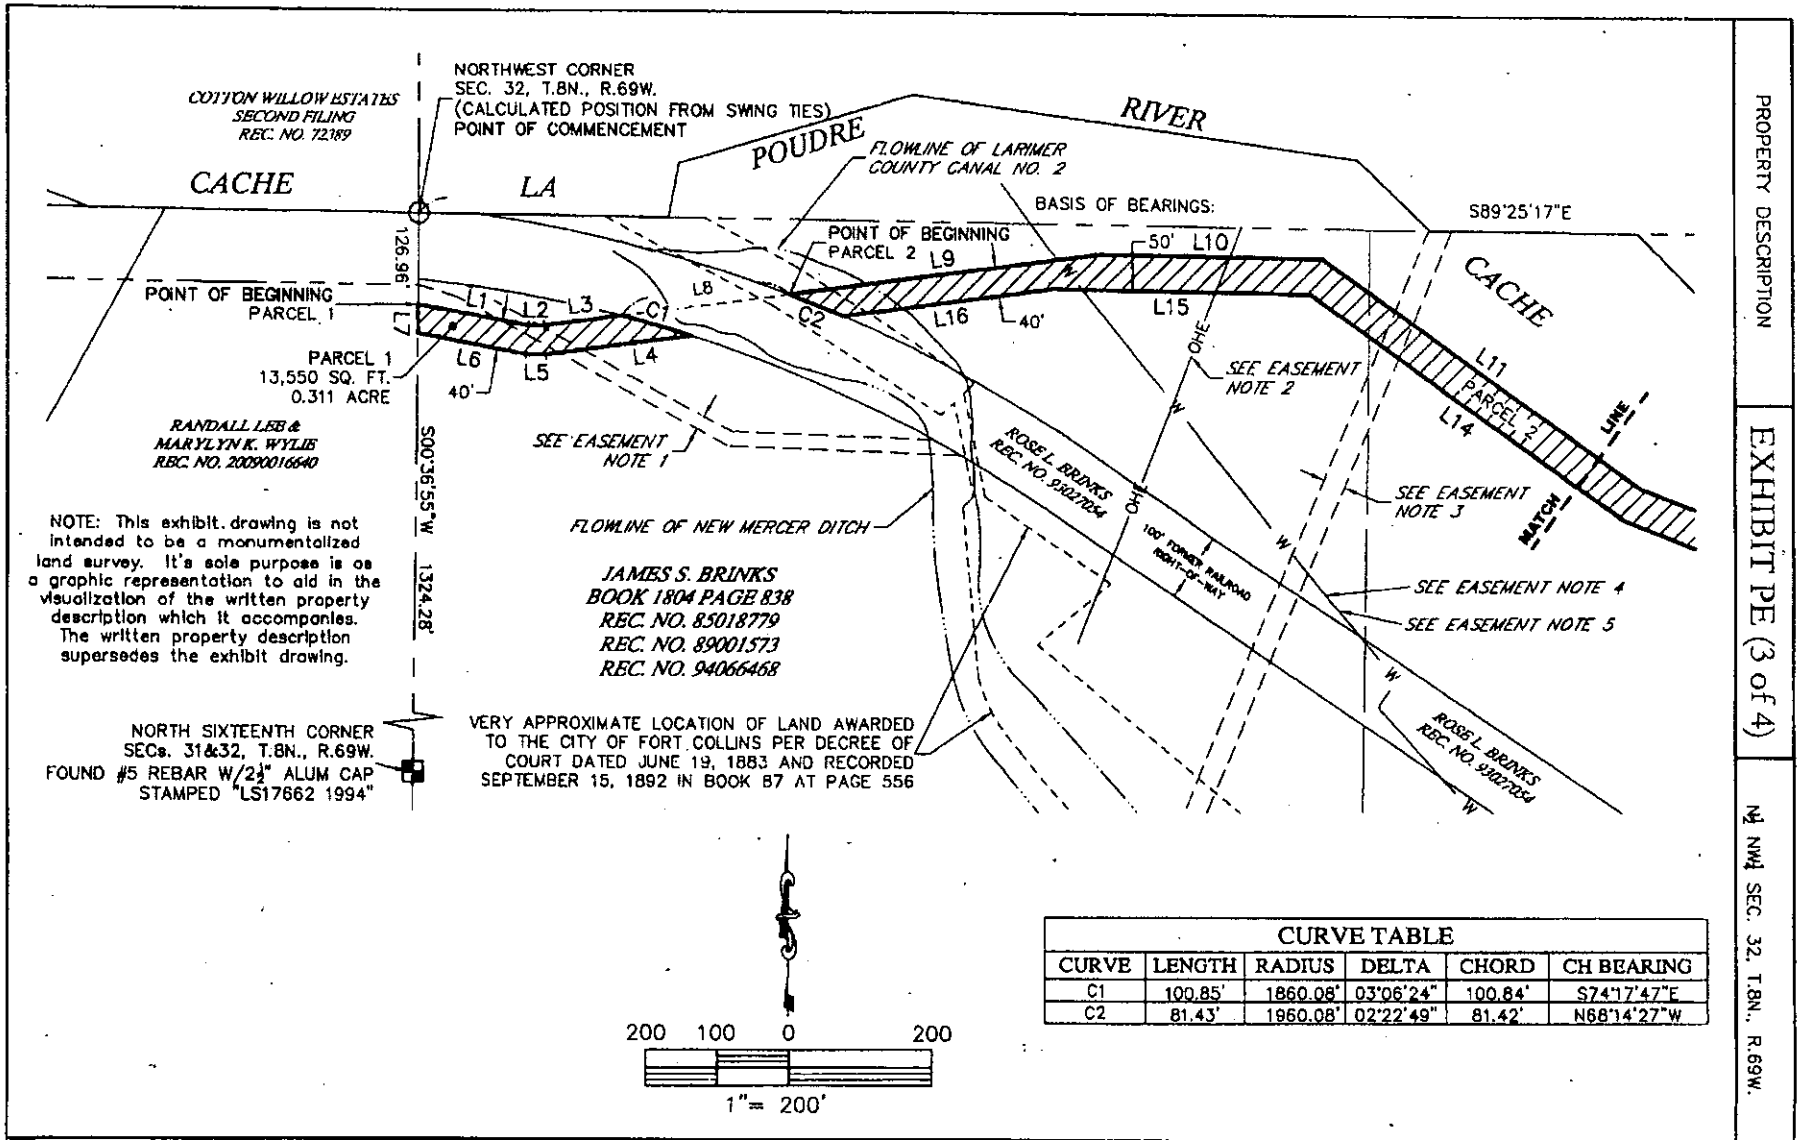 COTTON WILLOW ESTATES
SECOND FILING
REC. NO. 72389
NORTHWEST CORNER
SEC. 32, T.8N., R.69W.
(CALCULATED POSITION FROM SWING TIES)
POINT OF COMMENCEMENT
CACHE
LA
POUDRE
RIVER
FLOWLINE OF LARIMER
COUNTY CANAL NO. 2
BASIS OF BEARINGS:
S89°25'17"E
126.96'
POINT OF BEGINNING
PARCEL 1
POINT OF BEGINNING
PARCEL 2
L1
L2
L3
C1
L8
C2
L9
50'
L10
CACHE
L7
L6
L5
L4
40'
L16
40'
L15
L11
PARCEL 2
L14
LINE
MATCH
PARCEL 1
13,550 SQ. FT.
0.311 ACRE
OHE
W
SEE EASEMENT
NOTE 2
RANDALL LEE &
MARYLYN K. WYLIE
REC. NO. 20090016640
S00°36'55"W 1324.28'
SEE EASEMENT
NOTE 1
ROSE L. BRINKS
REC. NO. 93027054
W
OHE
SEE EASEMENT
NOTE 3
NOTE: This exhibit drawing is not
intended to be a monumentalized
land survey. It's sole purpose is as
a graphic representation to aid in the
visualization of the written property
description which it accompanies.
The written property description
supersedes the exhibit drawing.
FLOWLINE OF NEW MERCER DITCH
100' FORMER RAILROAD
RIGHT-OF-WAY
W
JAMES S. BRINKS
BOOK 1804 PAGE 838
REC. NO. 85018779
REC. NO. 89001573
REC. NO. 94066468
SEE EASEMENT NOTE 4
SEE EASEMENT NOTE 5
W
ROSE L. BRINKS
REC. NO. 93027054
W
NORTH SIXTEENTH CORNER
SECs. 31&32, T.8N., R.69W.
FOUND #5 REBAR W/2½" ALUM CAP
STAMPED "LS17662 1994"
VERY APPROXIMATE LOCATION OF LAND AWARDED
TO THE CITY OF FORT COLLINS PER DECREE OF
COURT DATED JUNE 19, 1883 AND RECORDED
SEPTEMBER 15, 1892 IN BOOK 87 AT PAGE 556
200 100 0 200
1"= 200'
CURVE TABLE
CURVE LENGTH RADIUS DELTA CHORD CH BEARING
C1 100.85' 1860.08' 03°06'24" 100.84' S74°17'47"E
C2 81.43' 1960.08' 02°22'49" 81.42' N68°14'27"W
PROPERTY DESCRIPTION
EXHIBIT PE (3 of 4)
N½ NW¼ SEC. 32, T.8N., R.69W.